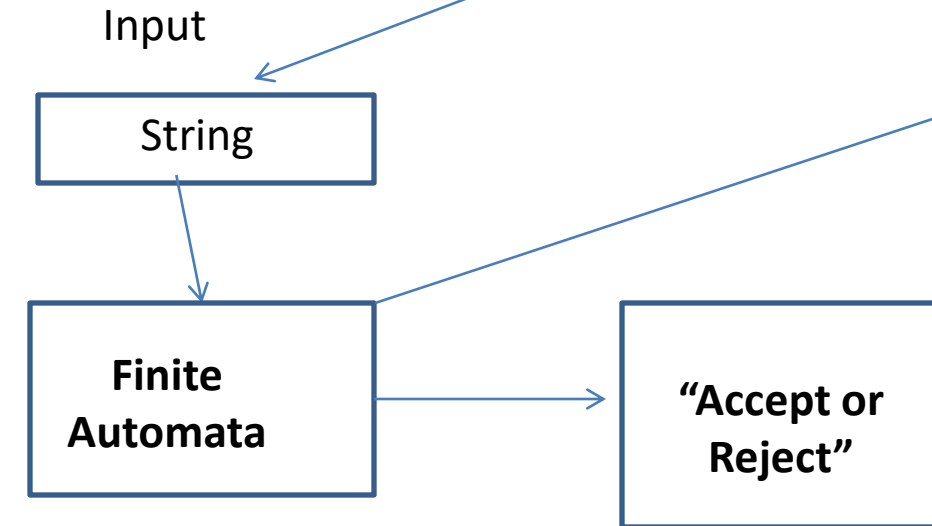 Input
String
Finite
Automata
“Accept or
Reject”